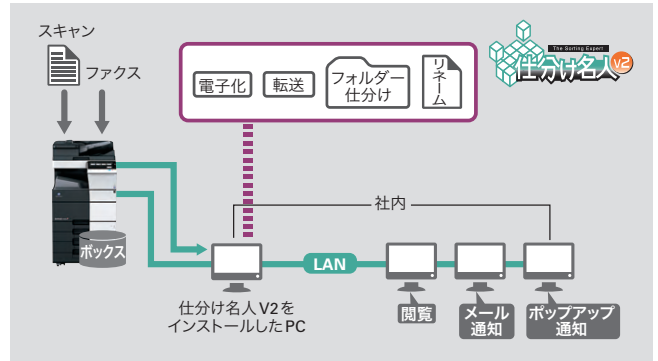 スキャン
ファクス
電子化
転送
フォルダー
仕分け
リネーム
The Sorting Expert
仕分け名人V2
社内
ボックス
LAN
仕分け名人V2を
インストールしたPC
閲覧
メール
通知
ポップアップ
通知